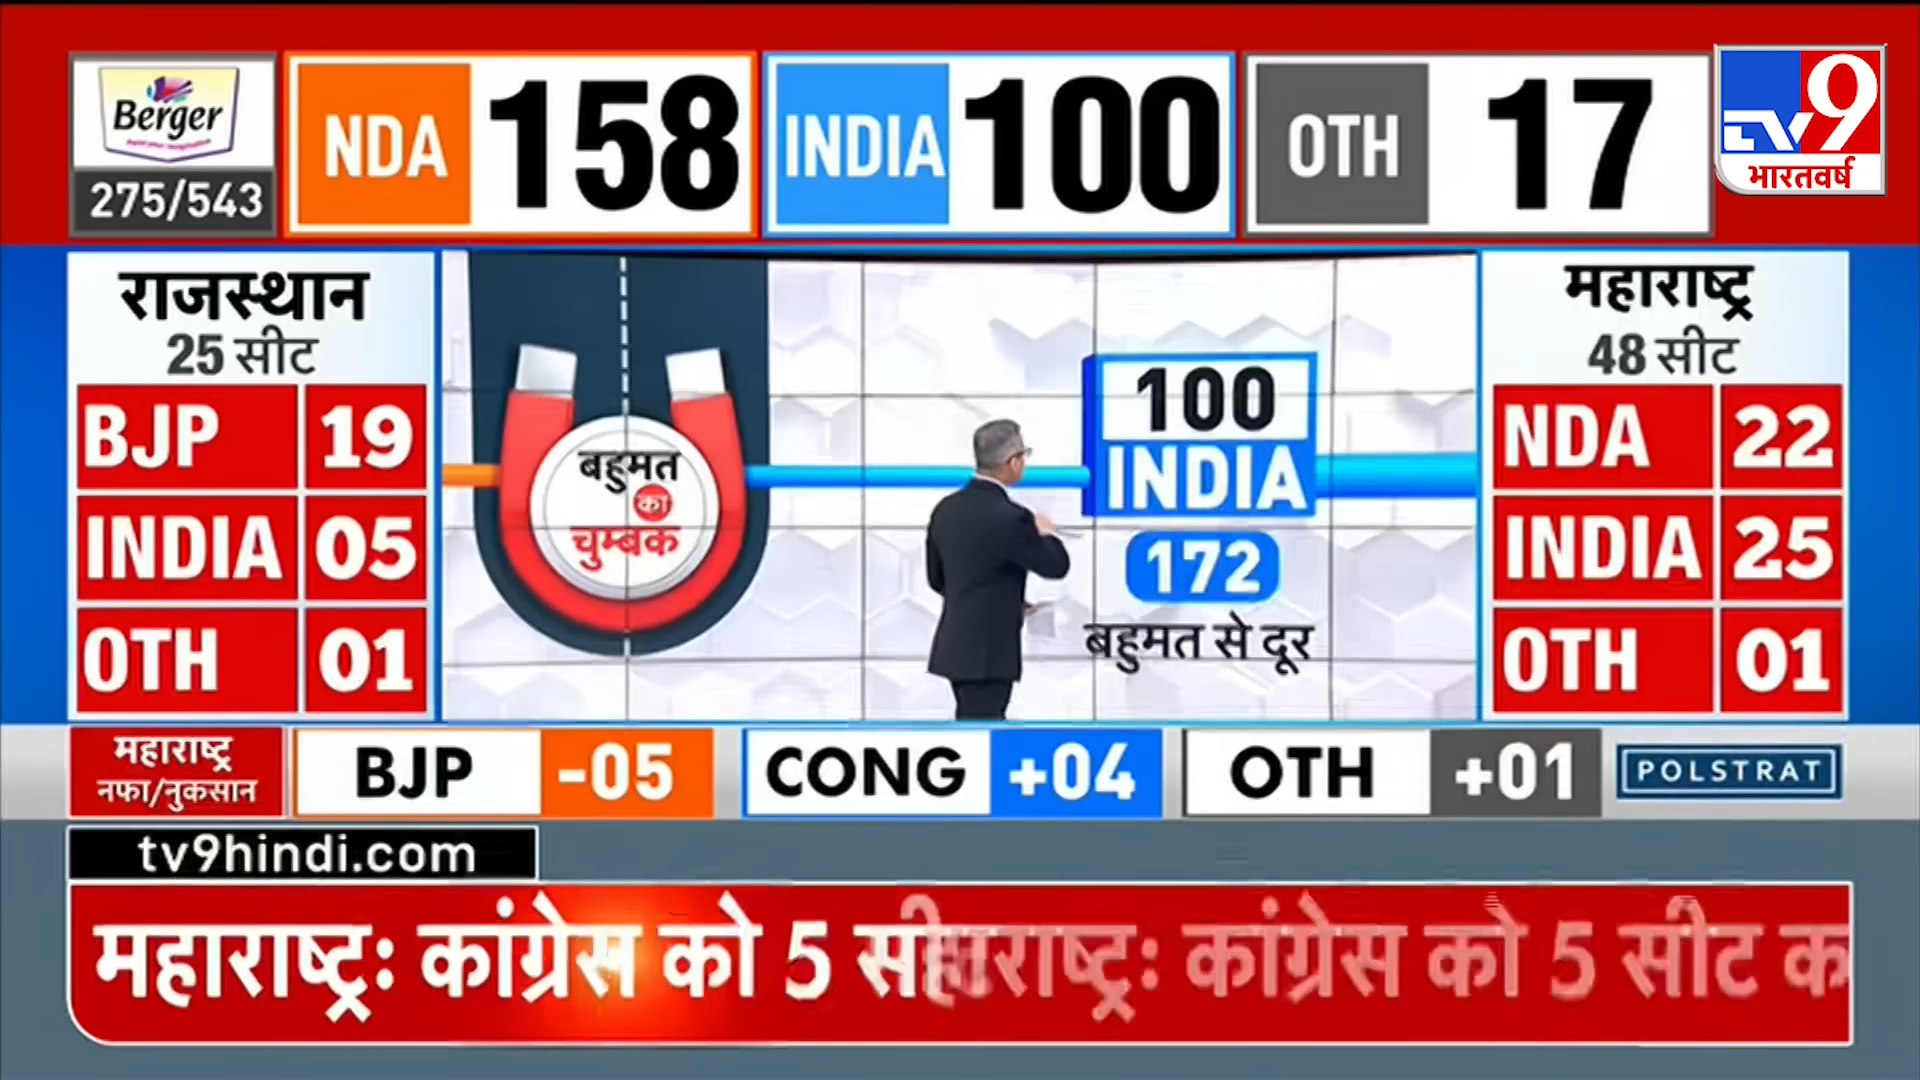 Berger
275/543
NDA 158
INDIA 100
OTH 17
TV9
भारतवर्ष
राजस्थान
25 सीट
BJP 19
INDIA 05
OTH 01
बहुमत
का
चुम्बक
100
INDIA
172
बहुमत से दूर
महाराष्ट्र
48 सीट
NDA 22
INDIA 25
OTH 01
महाराष्ट्र
नफा/नुकसान
BJP -05
CONG +04
OTH +01
POLSTRAT
tv9hindi.com
महाराष्ट्र: कांग्रेस को 5 सी
महाराष्ट्र: कांग्रेस को 5 सीट क